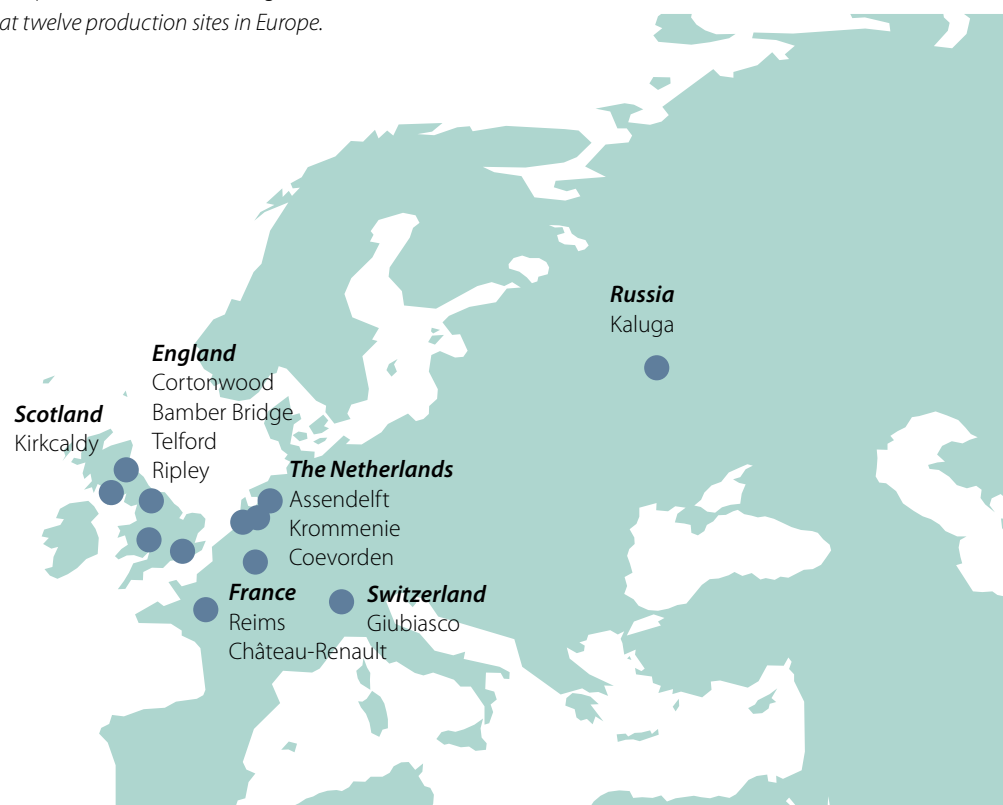 at twelve production sites in Europe.
Russia
Kaluga
England
Cortonwood
Bamber Bridge
Telford
Ripley
Scotland
Kirkcaldy
The Netherlands
Assendelft
Krommenie
Coevorden
France
Reims
Château-Renault
Switzerland
Giubiasco